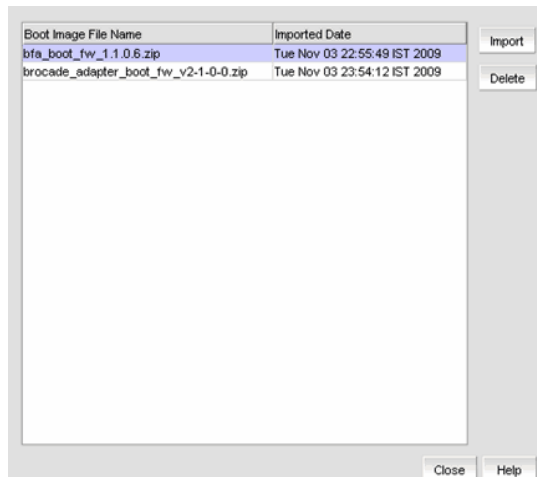 Boot Image File Name Imported Date
bfa_boot_fw_1.1.0.6.zip Tue Nov 03 22:55:49 IST 2009
brocade_adapter_boot_fw_v2-1-0-0.zip Tue Nov 03 23:54:12 IST 2009
Import
Delete
Close Help